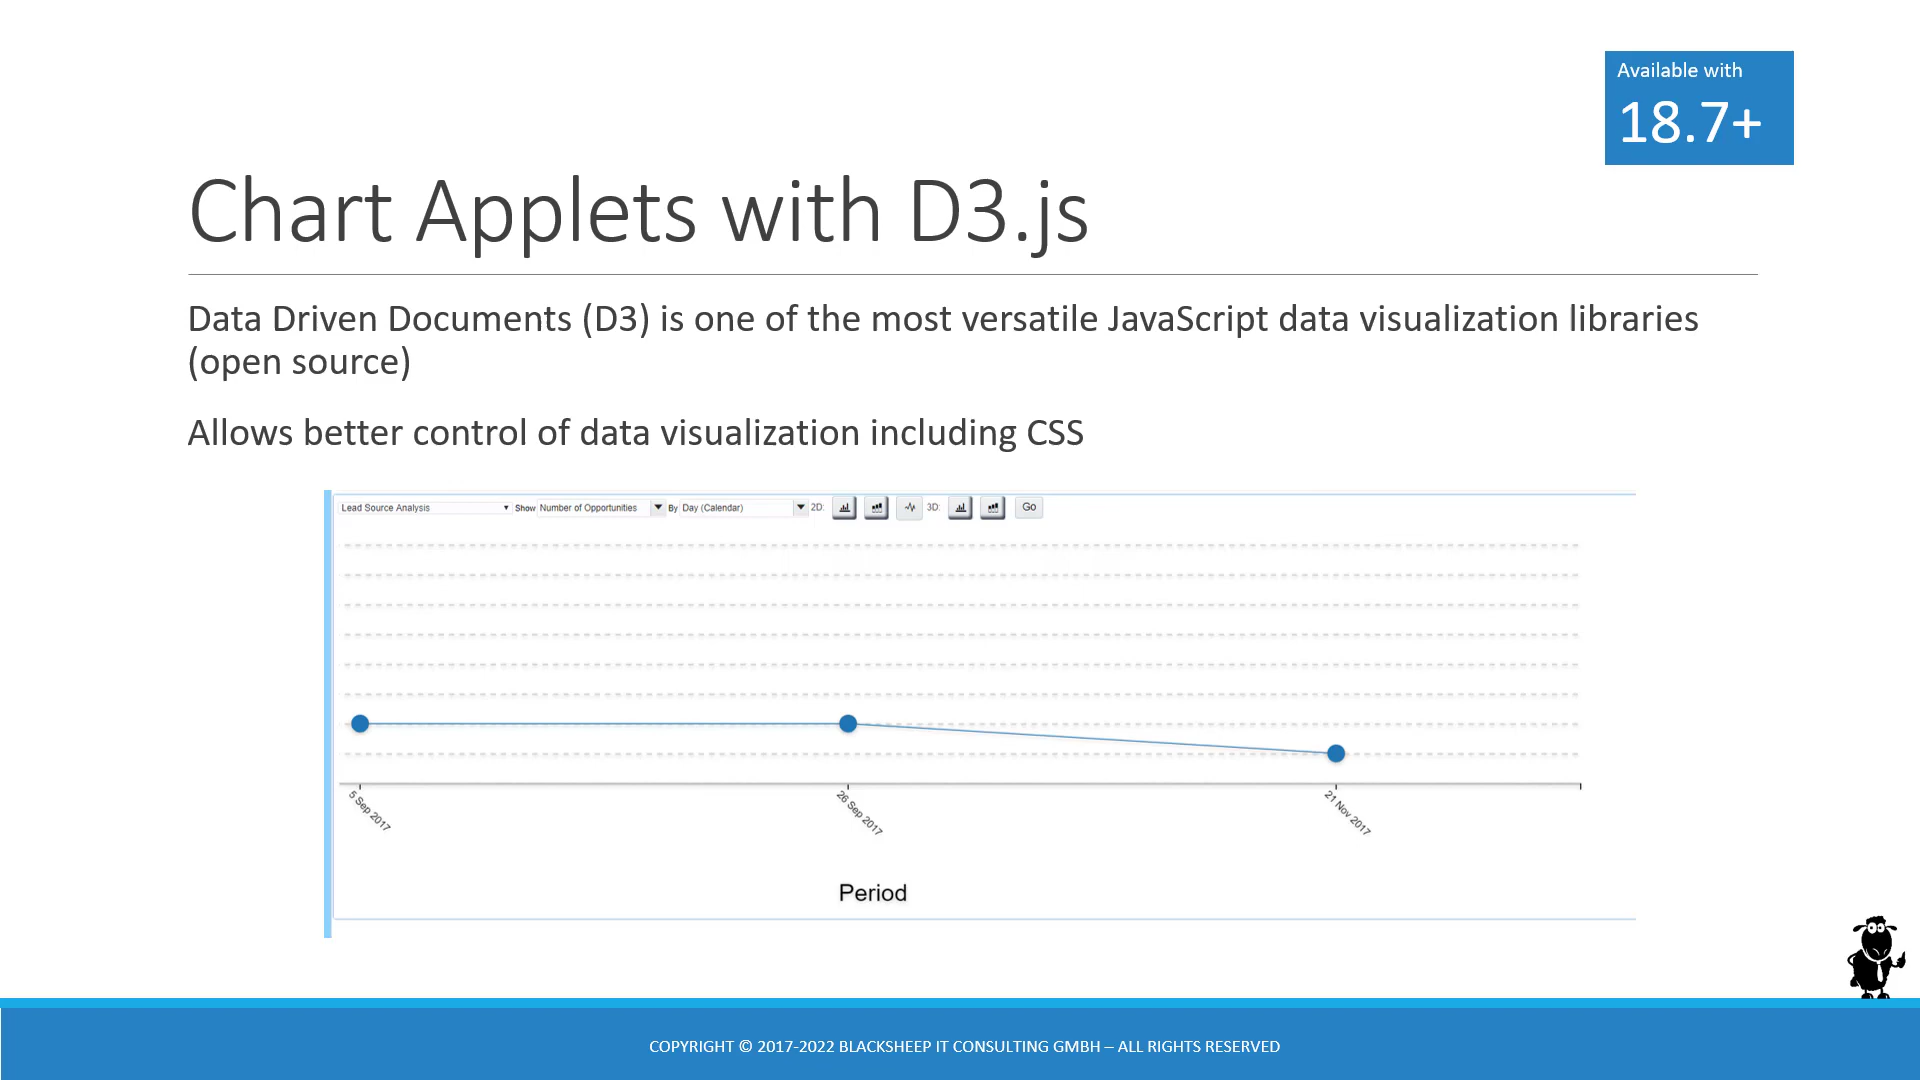 Available with
18.7+
Chart Applets with D3.js
Data Driven Documents (D3) is one of the most versatile JavaScript data visualization libraries
(open source)
Allows better control of data visualization including CSS
Lead Source Analysis Show Number of Opportunities By Day (Calendar) 2D: 3D: Go
5 Sep 2017
26 Sep 2017
21 Nov 2017
Period
COPYRIGHT © 2017-2022 BLACKSHEEP IT CONSULTING GMBH – ALL RIGHTS RESERVED